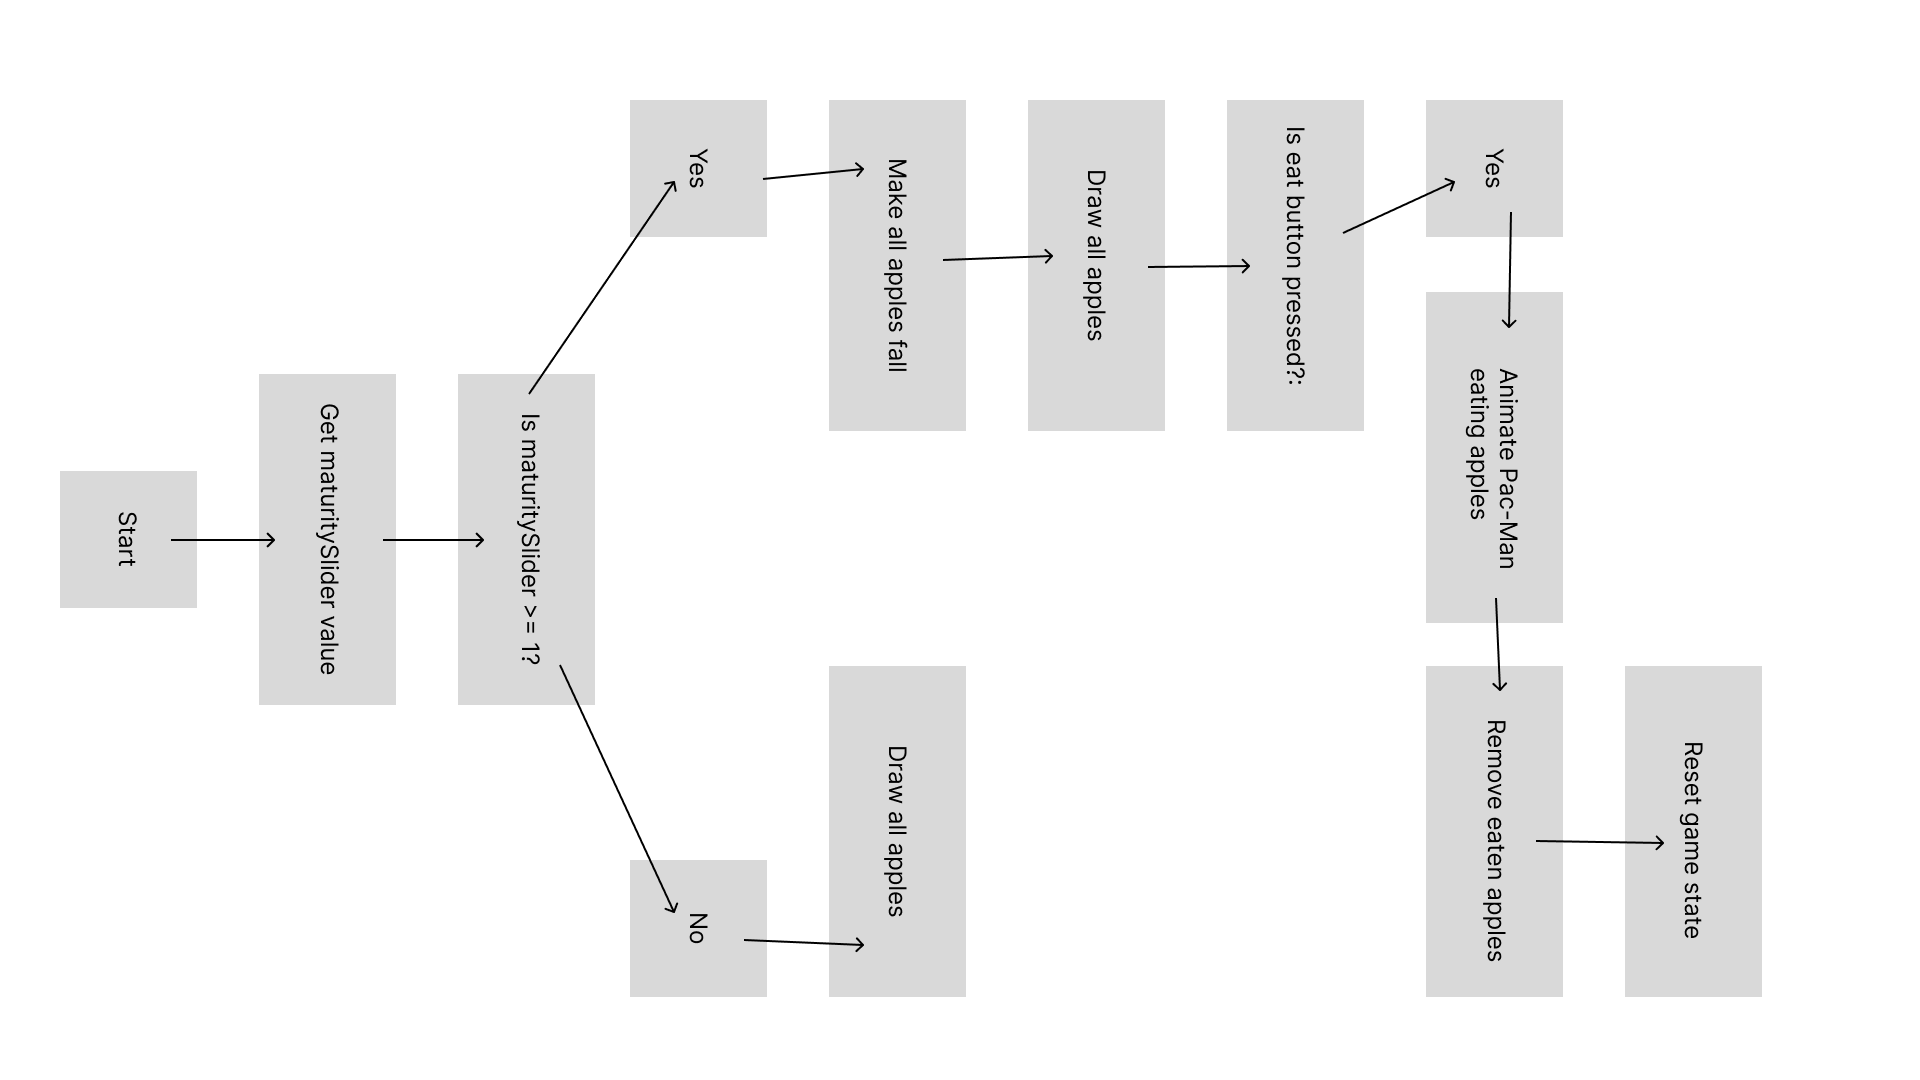 Start
Get maturitySlider value
Is maturitySlider >= 1?
Yes
Make all apples fall
Draw all apples
Is eat button pressed?:
Yes
Animate Pac-Man
eating apples
Remove eaten apples
Reset game state
No
Draw all apples